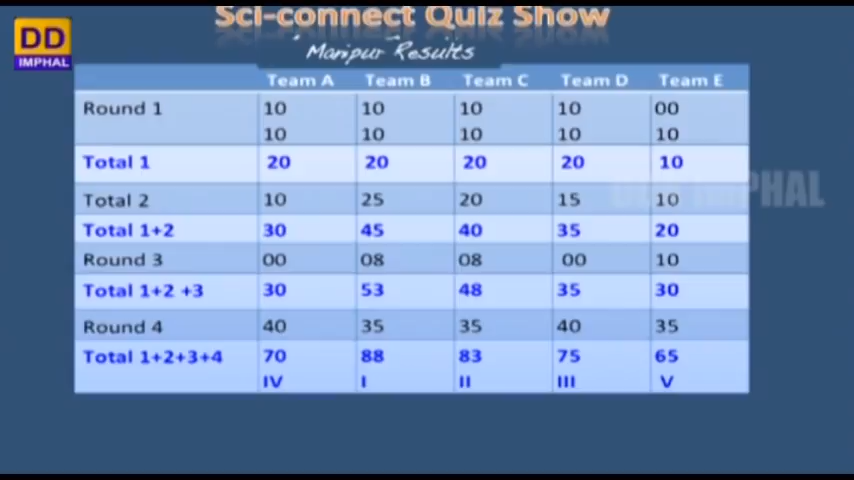 Sci-connect Quiz Show
DD
IMPHAL
Manipur Results
Team A Team B Team C Team D Team E
Round 1 10 10 10 10 00
10 10 10 10 10
Total 1 20 20 20 20 10
Total 2 10 25 20 15 10
Total 1+2 30 45 40 35 20
Round 3 00 08 08 00 10
Total 1+2 +3 30 53 48 35 30
Round 4 40 35 35 40 35
Total 1+2+3+4 70 88 83 75 65
IV I II III V
IMPHAL